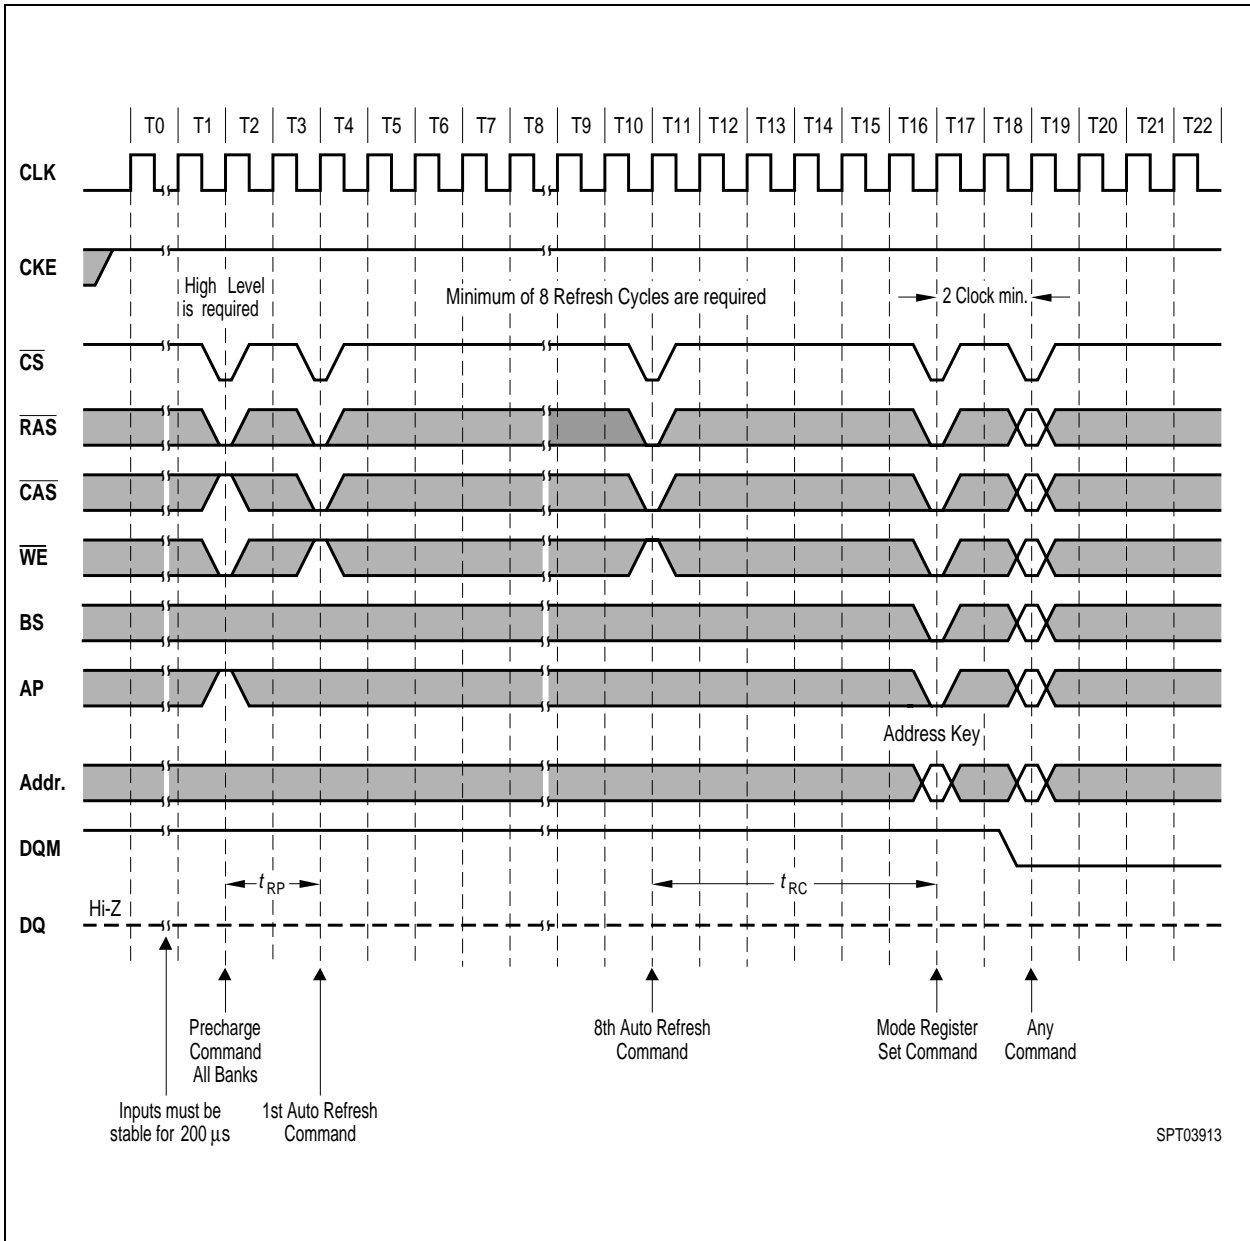 T0 T1 T2 T3 T4 T5 T6 T7 T8 T9 T10 T11 T12 T13 T14 T15 T16 T17 T18 T19 T20 T21 T22
CLK
CKE
High Level
is required
Minimum of 8 Refresh Cycles are required
2 Clock min.
CS
RAS
CAS
WE
BS
AP
Address Key
Addr.
DQM
tRP
tRC
Hi-Z
DQ
Precharge
Command
All Banks
8th Auto Refresh
Command
Mode Register
Set Command
Any
Command
Inputs must be
stable for 200 μs
1st Auto Refresh
Command
SPT03913